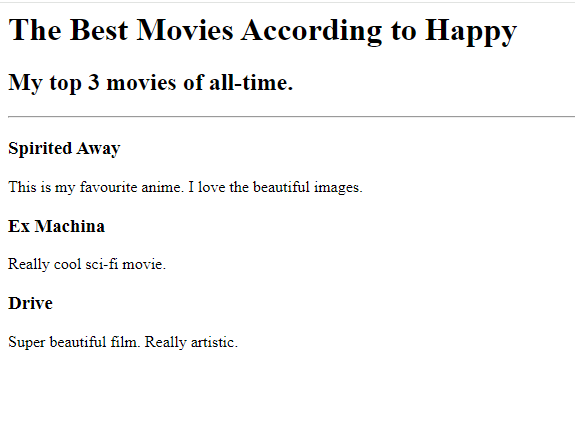 The Best Movies According to Happy
My top 3 movies of all-time.
Spirited Away
This is my favourite anime. I love the beautiful images.
Ex Machina
Really cool sci-fi movie.
Drive
Super beautiful film. Really artistic.